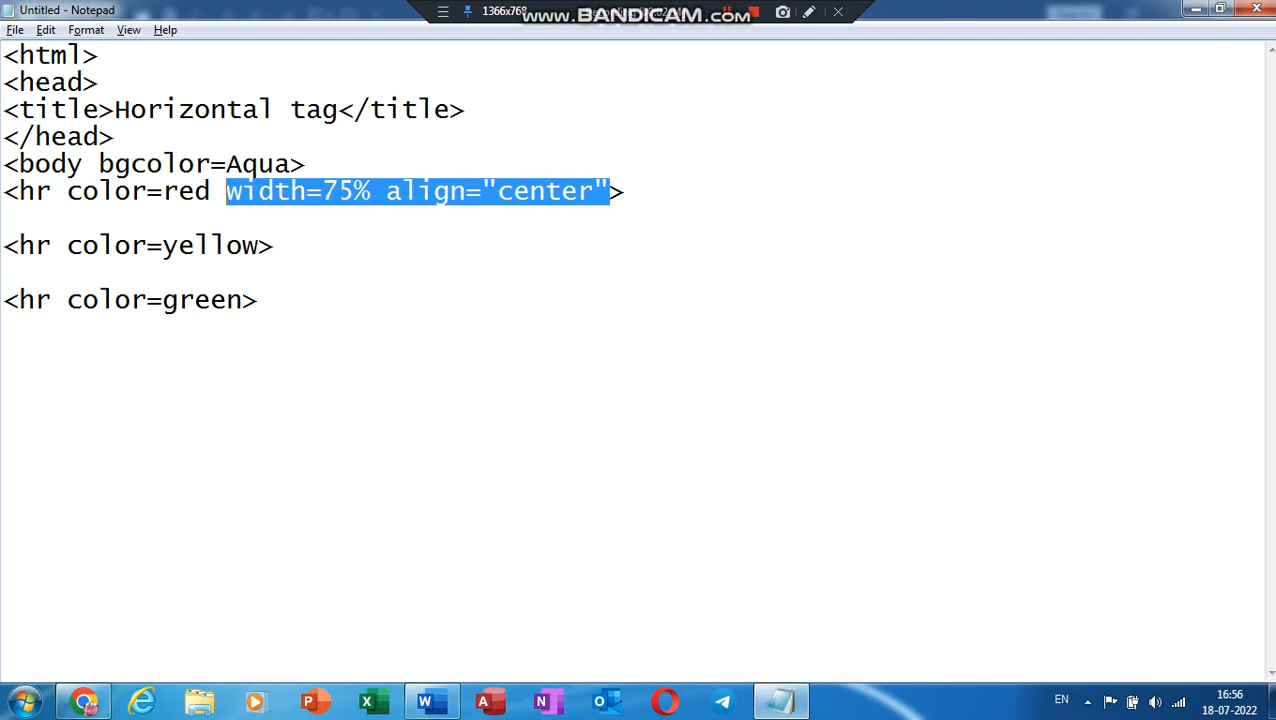 Untitled - Notepad
1366x768
www.BANDICAM.com
File Edit Format View Help
<html>
<head>
<title>Horizontal tag</title>
</head>
<body bgcolor=Aqua>
<hr color=red width=75% align="center">
<hr color=yellow>
<hr color=green>
EN
16:56
18-07-2022